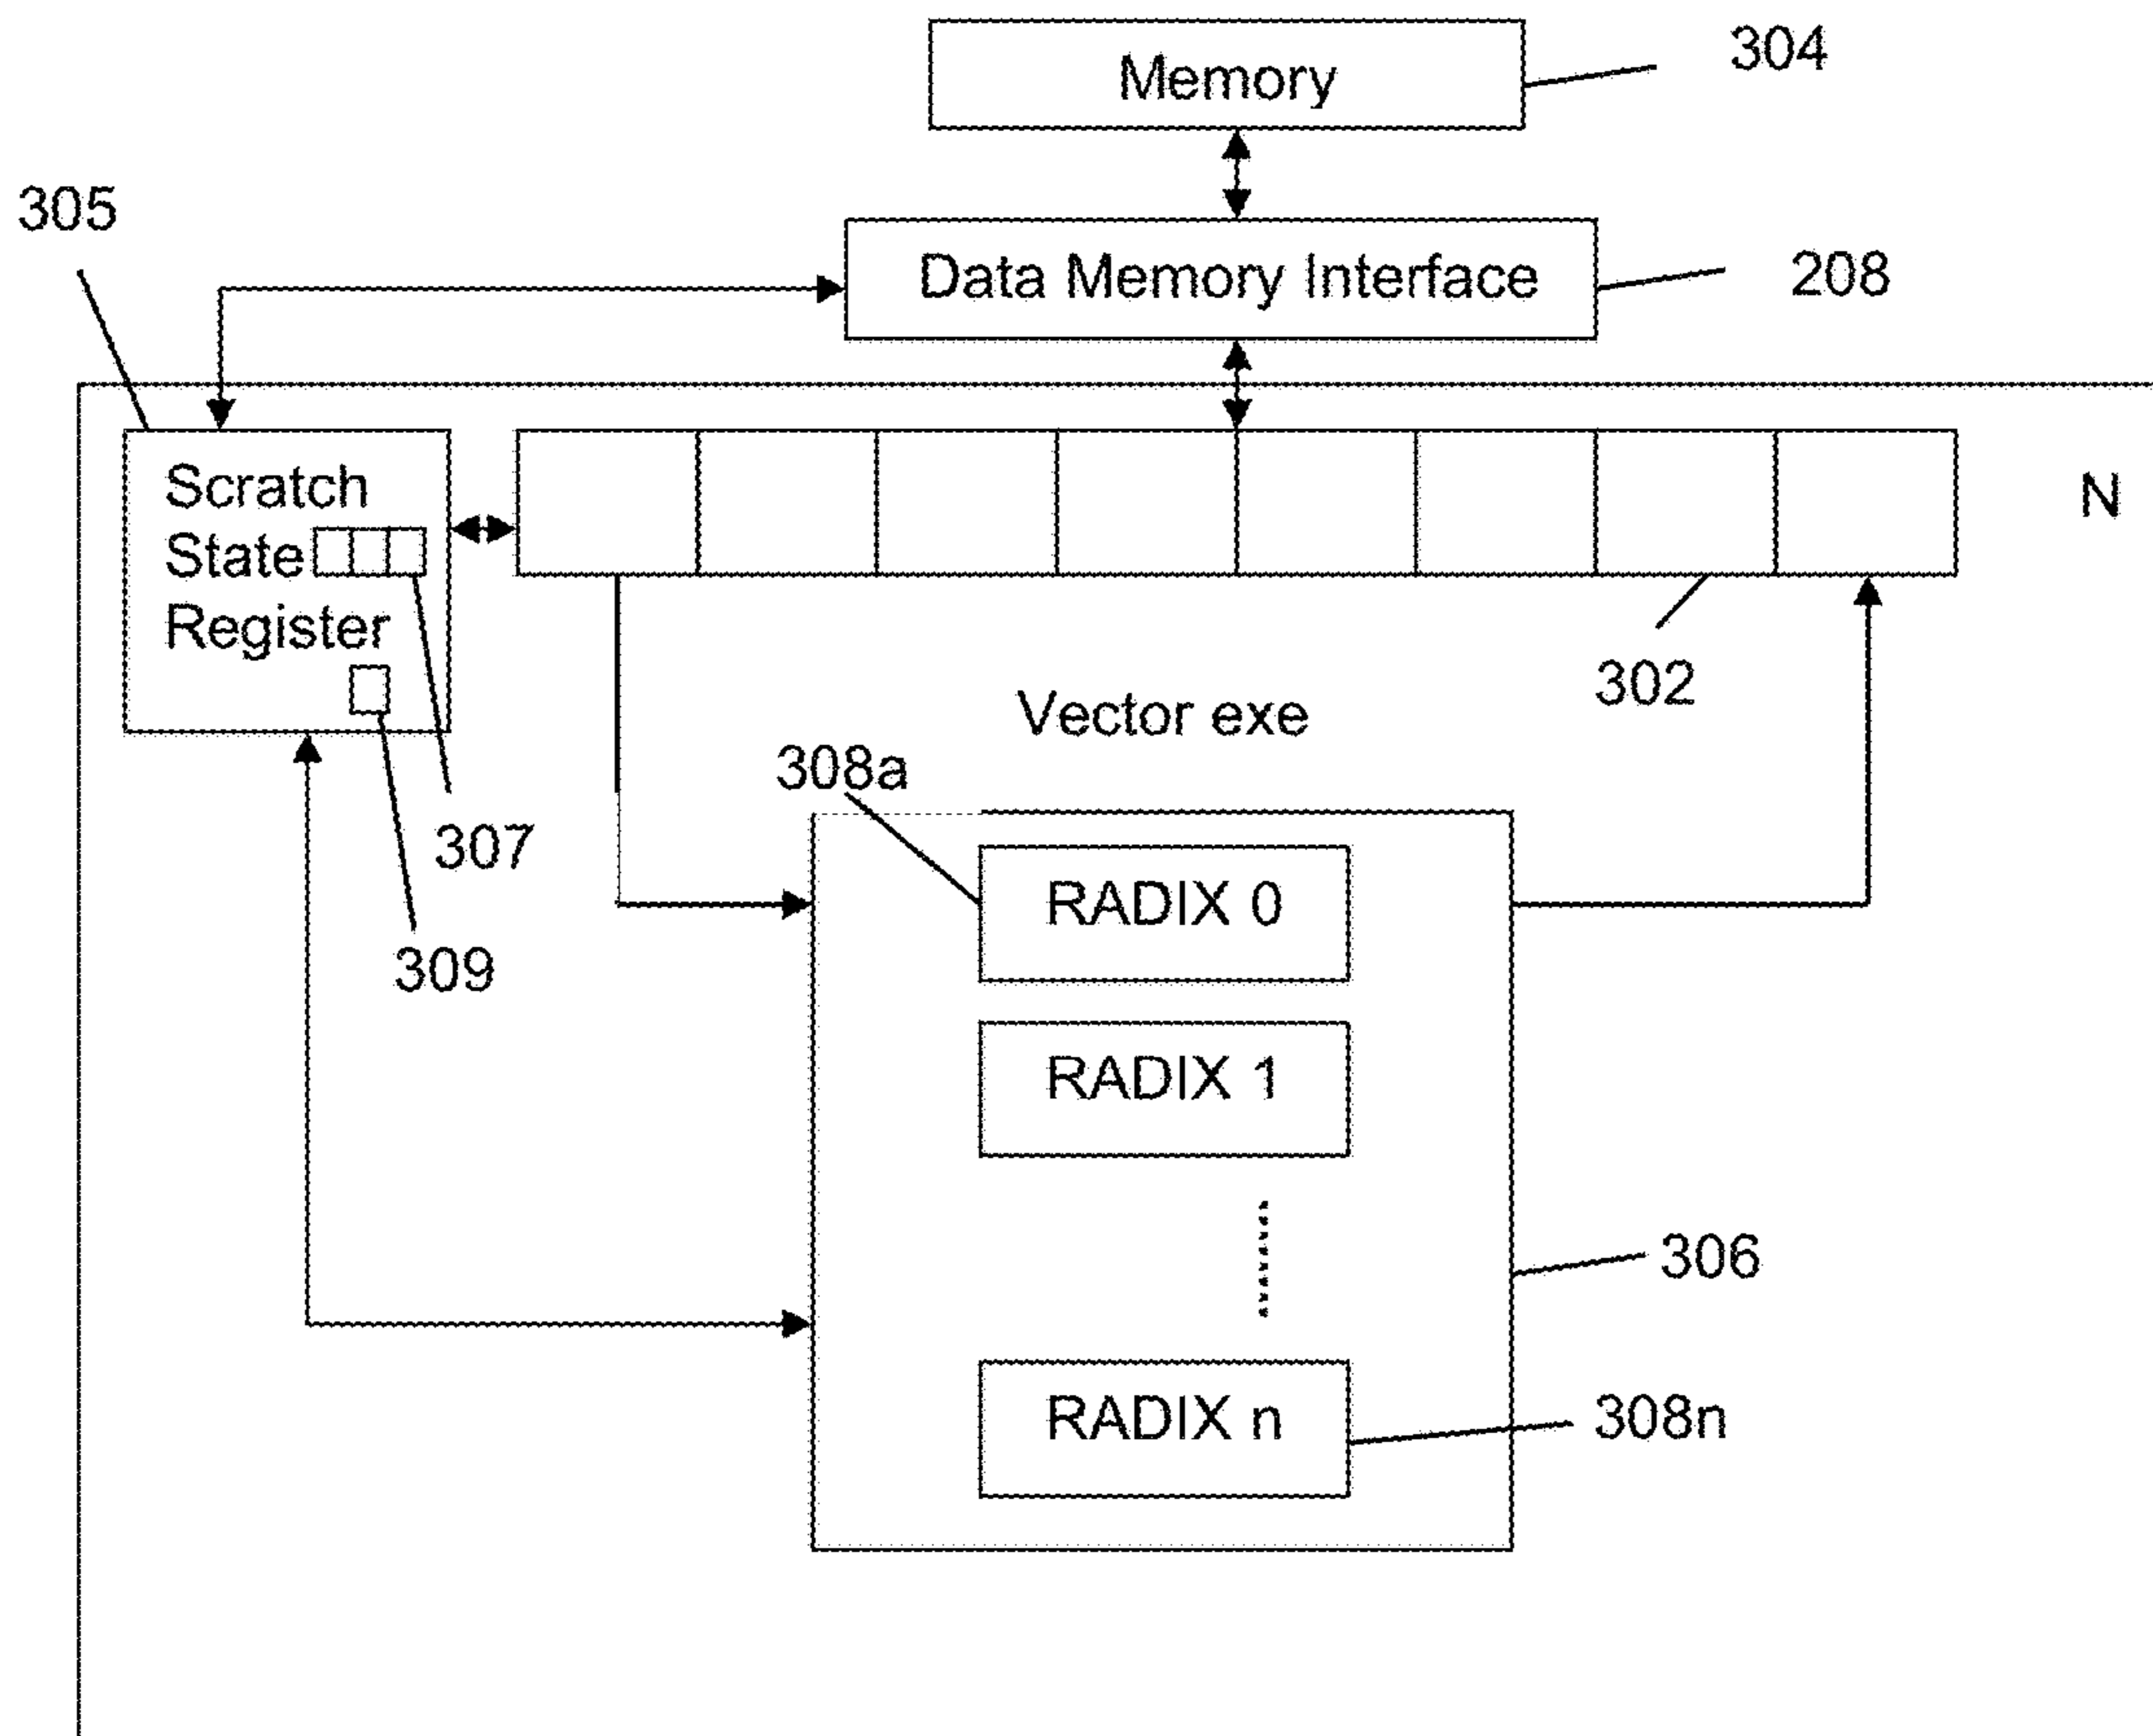 304
Memory
305
Data Memory Interface
208
Scratch
State
Register
N
302
Vector exe
308a
307
RADIX 0
309
RADIX 1
306
RADIX n
308n